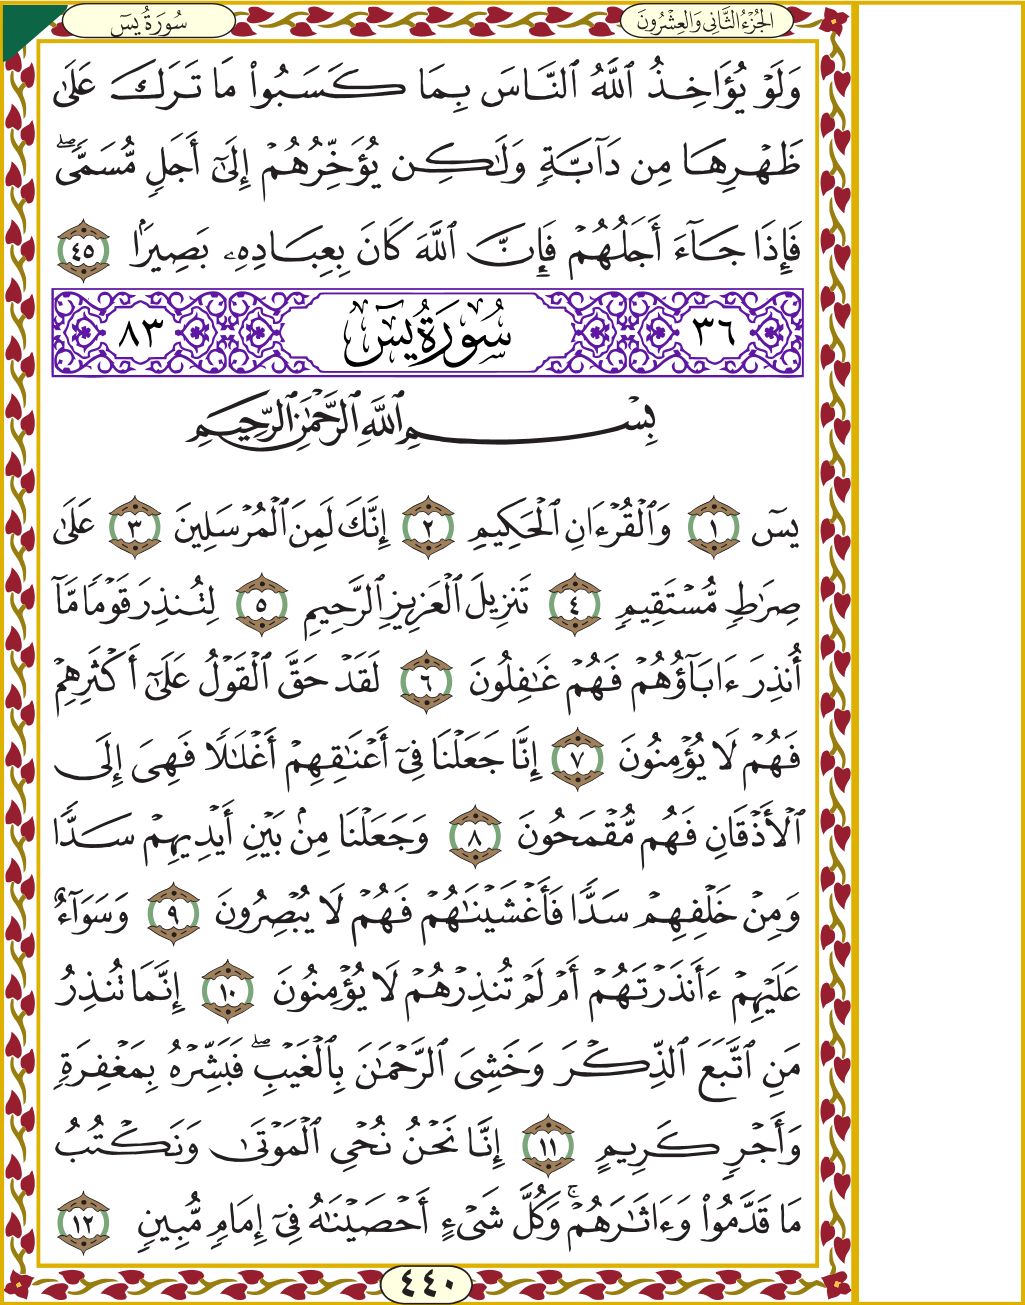 سُورَةُ يسٓ
الجُزْءُ الثَّانِي وَالعِشْرُونَ
وَلَوْ يُؤَاخِذُ ٱللَّهُ ٱلنَّاسَ بِمَا كَسَبُوا۟ مَا تَرَكَ عَلَىٰ
ظَهْرِهَا مِن دَآبَّةٍ وَلَٰكِن يُؤَخِّرُهُمْ إِلَىٰٓ أَجَلٍ مُّسَمًّى ۖ
فَإِذَا جَآءَ أَجَلُهُمْ فَإِنَّ ٱللَّهَ كَانَ بِعِبَادِهِۦ بَصِيرًۢا ٤٥
٣٦ سُورَةُ يسٓ ٨٣
بِسْمِ ٱللَّهِ ٱلرَّحْمَٰنِ ٱلرَّحِيمِ
يسٓ ١ وَٱلْقُرْءَانِ ٱلْحَكِيمِ ٢ إِنَّكَ لَمِنَ ٱلْمُرْسَلِينَ ٣ عَلَىٰ
صِرَٰطٍ مُّسْتَقِيمٍ ٤ تَنزِيلَ ٱلْعَزِيزِ ٱلرَّحِيمِ ٥ لِتُنذِرَ قَوْمًا مَّآ
أُنذِرَ ءَابَآؤُهُمْ فَهُمْ غَٰفِلُونَ ٦ لَقَدْ حَقَّ ٱلْقَوْلُ عَلَىٰٓ أَكْثَرِهِمْ
فَهُمْ لَا يُؤْمِنُونَ ٧ إِنَّا جَعَلْنَا فِىٓ أَعْنَٰقِهِمْ أَغْلَٰلًا فَهِىَ إِلَى
ٱلْأَذْقَانِ فَهُم مُّقْمَحُونَ ٨ وَجَعَلْنَا مِنۢ بَيْنِ أَيْدِيهِمْ سَدًّا
وَمِنْ خَلْفِهِمْ سَدًّا فَأَغْشَيْنَٰهُمْ فَهُمْ لَا يُبْصِرُونَ ٩ وَسَوَآءٌ
عَلَيْهِمْ ءَأَنذَرْتَهُمْ أَمْ لَمْ تُنذِرْهُمْ لَا يُؤْمِنُونَ ١٠ إِنَّمَا تُنذِرُ
مَنِ ٱتَّبَعَ ٱلذِّكْرَ وَخَشِىَ ٱلرَّحْمَٰنَ بِٱلْغَيْبِ ۖ فَبَشِّرْهُ بِمَغْفِرَةٍ
وَأَجْرٍ كَرِيمٍ ١١ إِنَّا نَحْنُ نُحْىِ ٱلْمَوْتَىٰ وَنَكْتُبُ
مَا قَدَّمُوا۟ وَءَاثَٰرَهُمْ ۚ وَكُلَّ شَىْءٍ أَحْصَيْنَٰهُ فِىٓ إِمَامٍ مُّبِينٍ ١٢
٤٤٠